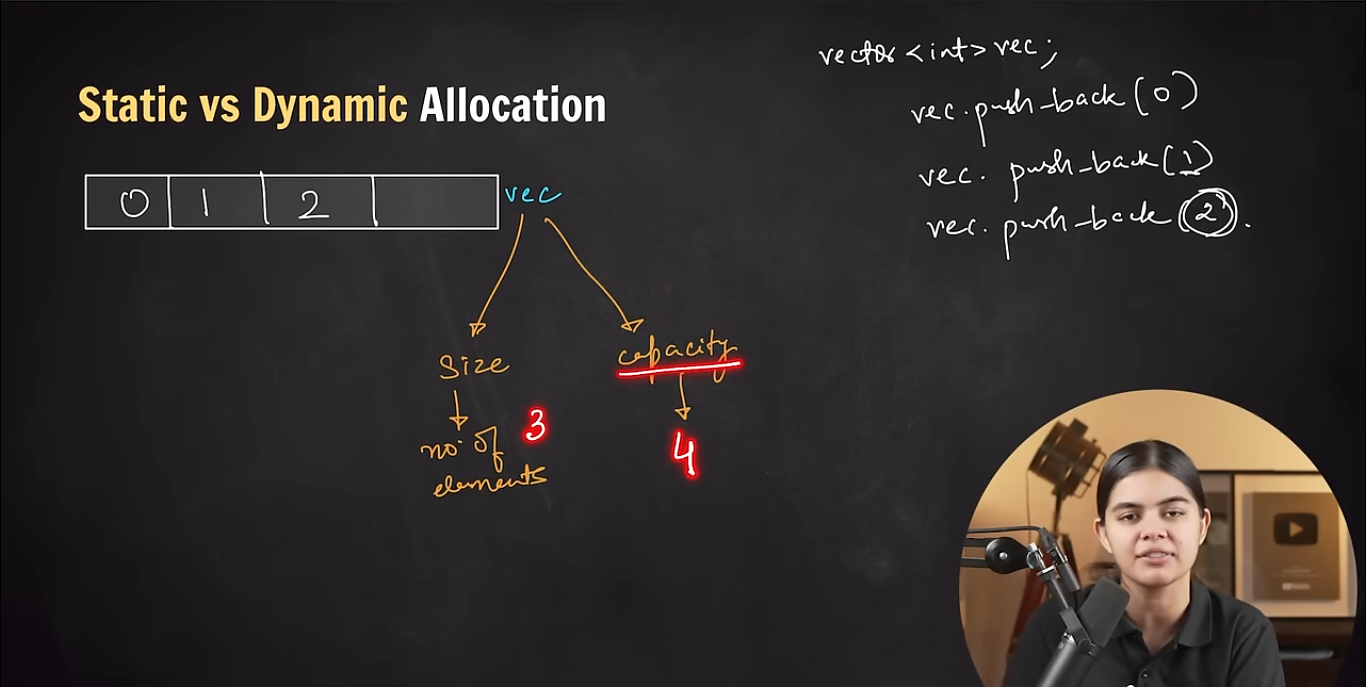 Static vs Dynamic Allocation
vector <int> vec;
vec.push_back(0)
vec. push_back(1)
vec. push_back(2).
0 1 2
vec
size
capacity
no. of
elements
3
4